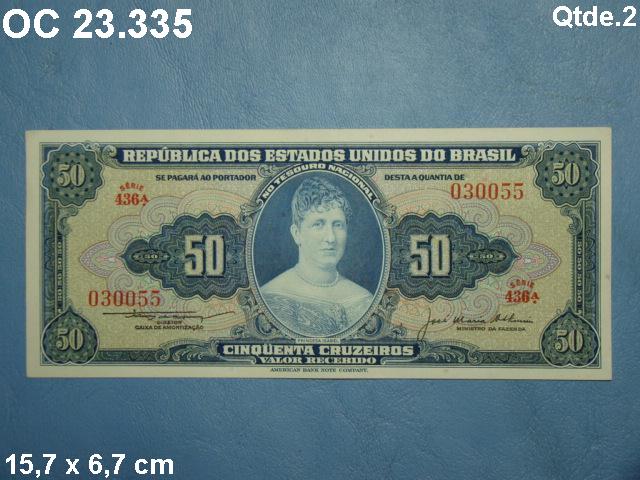 OC 23.335
Qtde.2
REPÚBLICA DOS ESTADOS UNIDOS DO BRASIL
50
50
SE PAGARÁ AO PORTADOR
NO TESOURO NACIONAL
DESTA A QUANTIA DE
SÉRIE
436A
030055
50
50
030055
SÉRIE
436A
DIRETOR
CAIXA DE AMORTIZAÇÃO
PRINCESA ISABEL
MINISTRO DA FAZENDA
50
50
CINQÜENTA CRUZEIROS
VALOR RECEBIDO
AMERICAN BANK NOTE COMPANY.
15,7 x 6,7 cm